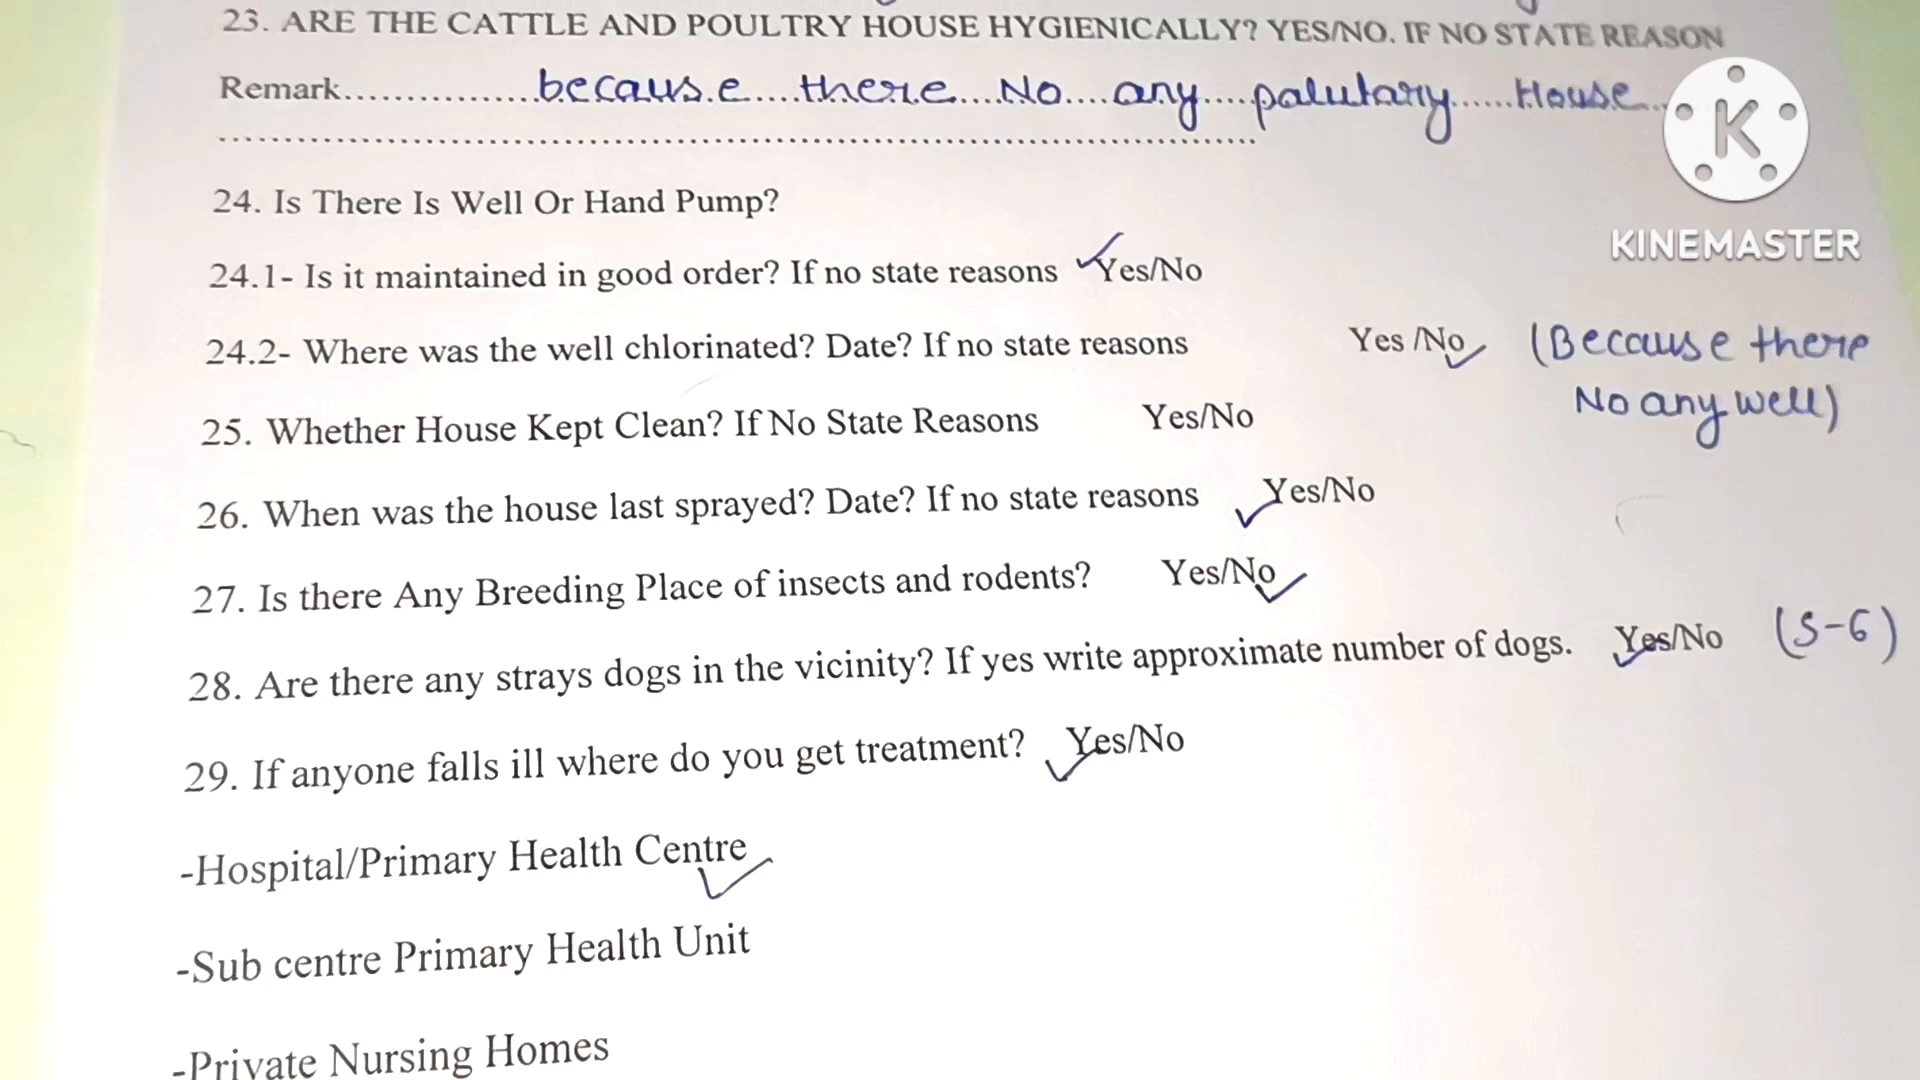 23. ARE THE CATTLE AND POULTRY HOUSE HYGIENICALLY? YES/NO. IF NO STATE REASON
Remark...............because....there....No....any....palutary......House..
................................................................................
24. Is There Is Well Or Hand Pump?
24.1- Is it maintained in good order? If no state reasons ✓Yes/No
24.2- Where was the well chlorinated? Date? If no state reasons Yes /No✓ (Because there
No any well)
25. Whether House Kept Clean? If No State Reasons Yes/No
26. When was the house last sprayed? Date? If no state reasons ✓Yes/No
27. Is there Any Breeding Place of insects and rodents? Yes/No✓
28. Are there any strays dogs in the vicinity? If yes write approximate number of dogs. ✓Yes/No (5-6)
29. If anyone falls ill where do you get treatment? ✓Yes/No
-Hospital/Primary Health Centre✓
-Sub centre Primary Health Unit
-Private Nursing Homes
K
KINEMASTER